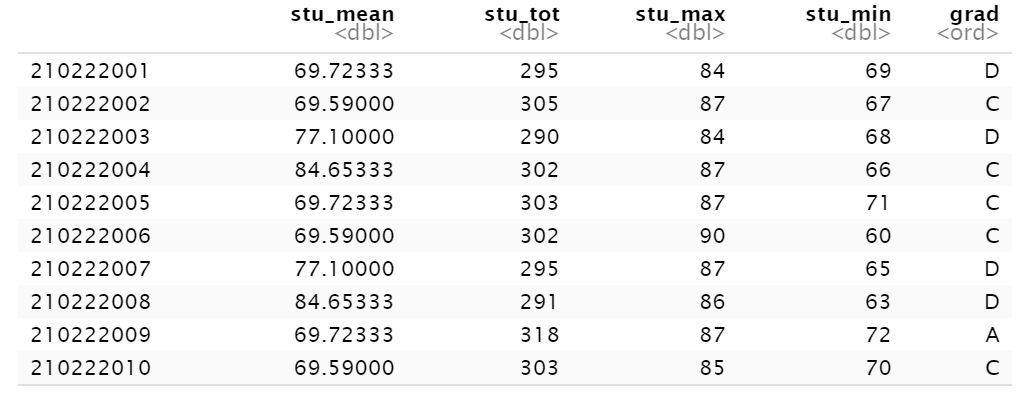 stu_mean stu_tot stu_max stu_min grad
<dbl> <dbl> <dbl> <dbl> <ord>
210222001 69.72333 295 84 69 D
210222002 69.59000 305 87 67 C
210222003 77.10000 290 84 68 D
210222004 84.65333 302 87 66 C
210222005 69.72333 303 87 71 C
210222006 69.59000 302 90 60 C
210222007 77.10000 295 87 65 D
210222008 84.65333 291 86 63 D
210222009 69.72333 318 87 72 A
210222010 69.59000 303 85 70 C